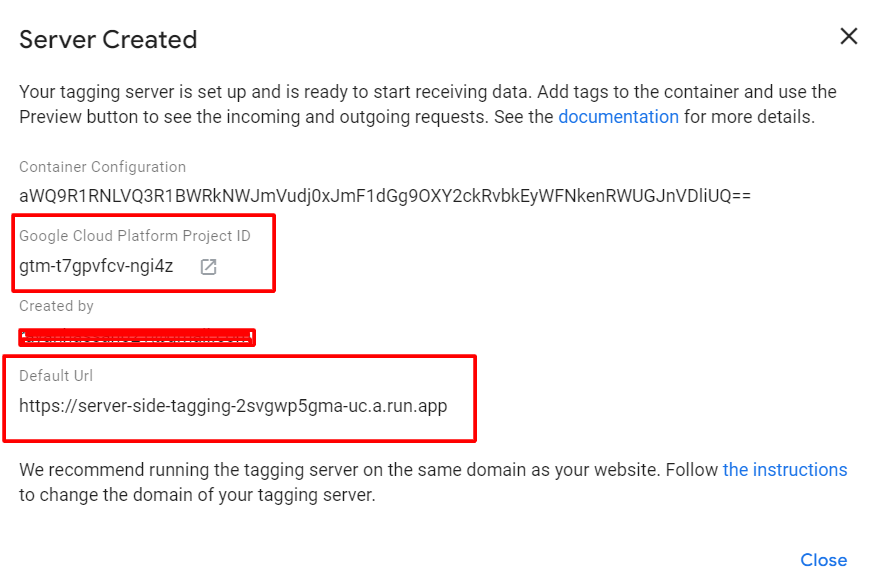 Server Created
Your tagging server is set up and is ready to start receiving data. Add tags to the container and use the
Preview button to see the incoming and outgoing requests. See the documentation for more details.
Container Configuration
aWQ9R1RNLVQ3R1BWRkNWJmVudj0xJmF1dGg9OXY2ckRvbkEyWFNkenRWUGJnVDliUQ==
Google Cloud Platform Project ID
gtm-t7gpvfcv-ngi4z
Created by
Default Url
https://server-side-tagging-2svgwp5gma-uc.a.run.app
We recommend running the tagging server on the same domain as your website. Follow the instructions
to change the domain of your tagging server.
Close